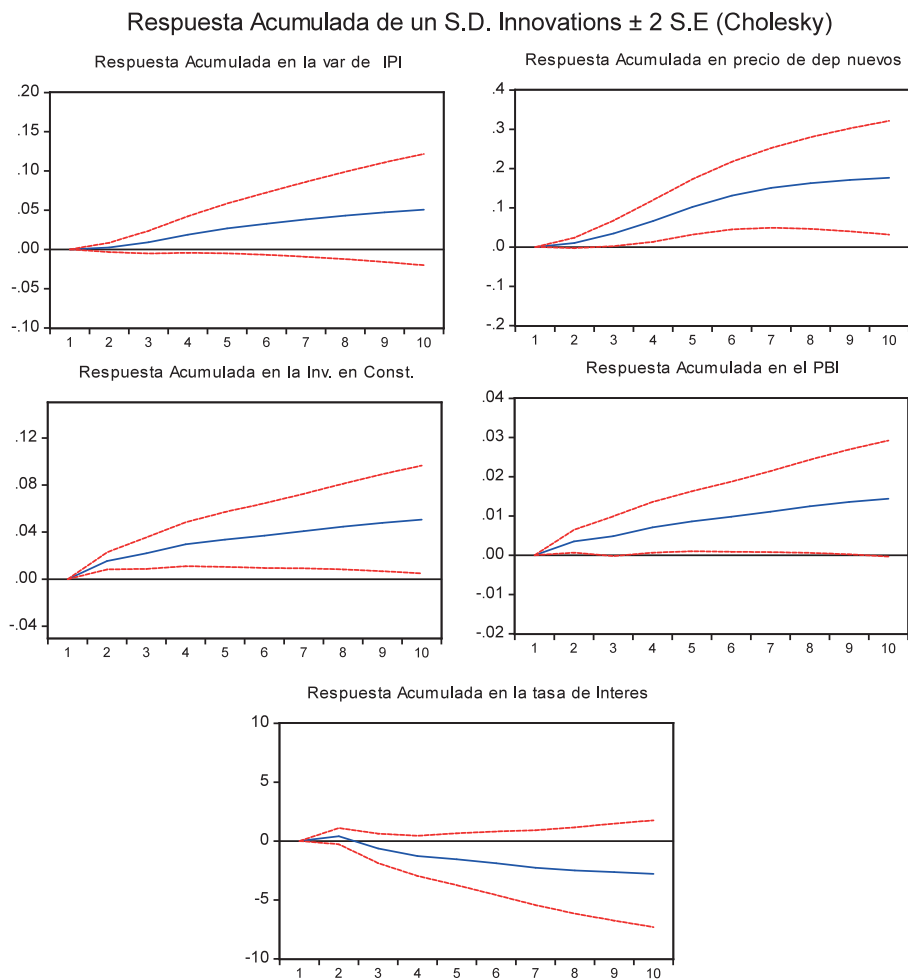 Respuesta Acumulada de un S.D. Innovations ± 2 S.E (Cholesky)
Respuesta Acumulada en la var de IPI
.20
.15
.10
.05
.00
-.05
-.10
1 2 3 4 5 6 7 8 9 10
Respuesta Acumulada en precio de dep nuevos
.4
.3
.2
.1
.0
-.1
-.2
1 2 3 4 5 6 7 8 9 10
Respuesta Acumulada en la Inv. en Const.
.12
.08
.04
.00
-.04
1 2 3 4 5 6 7 8 9 10
Respuesta Acumulada en el PBI
.04
.03
.02
.01
.00
-.01
-.02
1 2 3 4 5 6 7 8 9 10
Respuesta Acumulada en la tasa de Interes
10
5
0
-5
-10
1 2 3 4 5 6 7 8 9 10